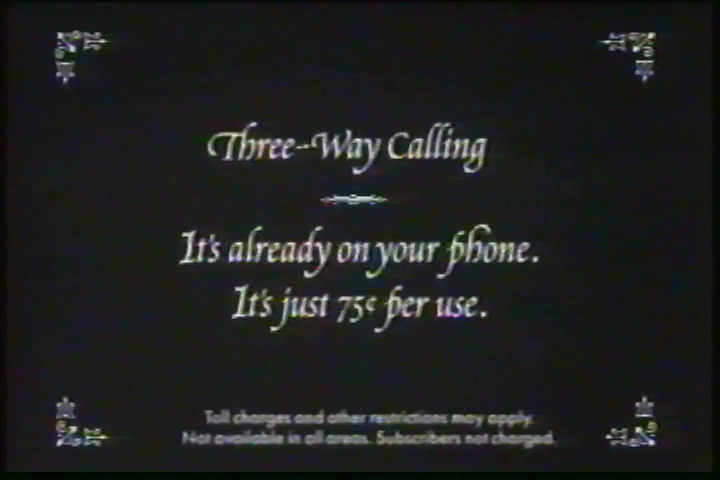 Three-Way Calling
It's already on your phone.
It's just 75¢ per use.
Toll charges and other restrictions may apply.
Not available in all areas. Subscribers not charged.